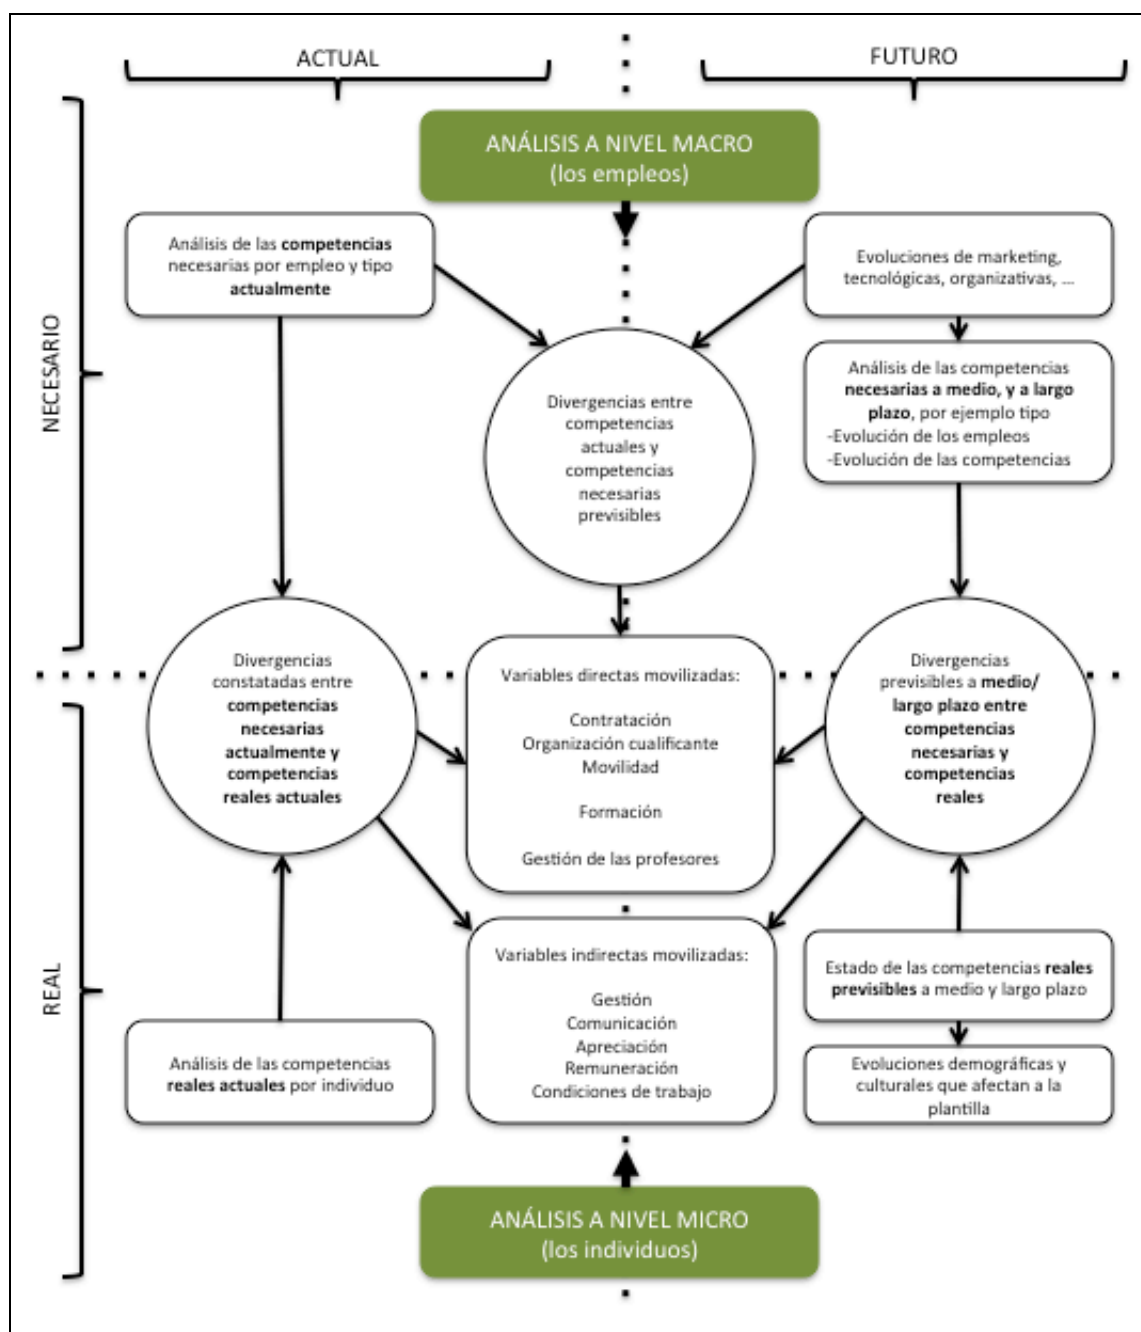 ACTUAL
FUTURO
ANÁLISIS A NIVEL MACRO
(los empleos)
NECESARIO
Análisis de las competencias
necesarias por empleo y tipo
actualmente
Evoluciones de marketing,
tecnológicas, organizativas, ...
Divergencias entre
competencias
actuales y
competencias
necesarias
previsibles
Análisis de las competencias
necesarias a medio, y a largo
plazo, por ejemplo tipo
-Evolución de los empleos
-Evolución de las competencias
Divergencias
constatadas entre
competencias
necesarias
actualmente y
competencias
reales actuales
Variables directas movilizadas:
Contratación
Organización cualificante
Movilidad
Formación
Gestión de las profesores
Divergencias
previsibles a medio/
largo plazo entre
competencias
necesarias y
competencias
reales
REAL
Análisis de las competencias
reales actuales por individuo
Variables indirectas movilizadas:
Gestión
Comunicación
Apreciación
Remuneración
Condiciones de trabajo
Estado de las competencias reales
previsibles a medio y largo plazo
Evoluciones demográficas y
culturales que afectan a la
plantilla
ANÁLISIS A NIVEL MICRO
(los individuos)